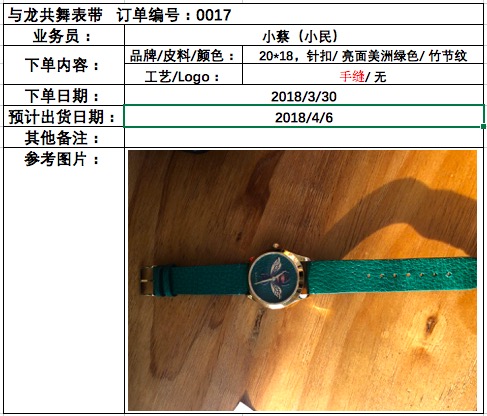 与龙共舞表带 订单编号：0017
业务员： 小蔡（小民）
下单内容： 品牌/皮料/颜色： 20*18，针扣/ 亮面美洲绿色/ 竹节纹
工艺/Logo： 手缝/ 无
下单日期： 2018/3/30
预计出货日期： 2018/4/6
其他备注：
参考图片：